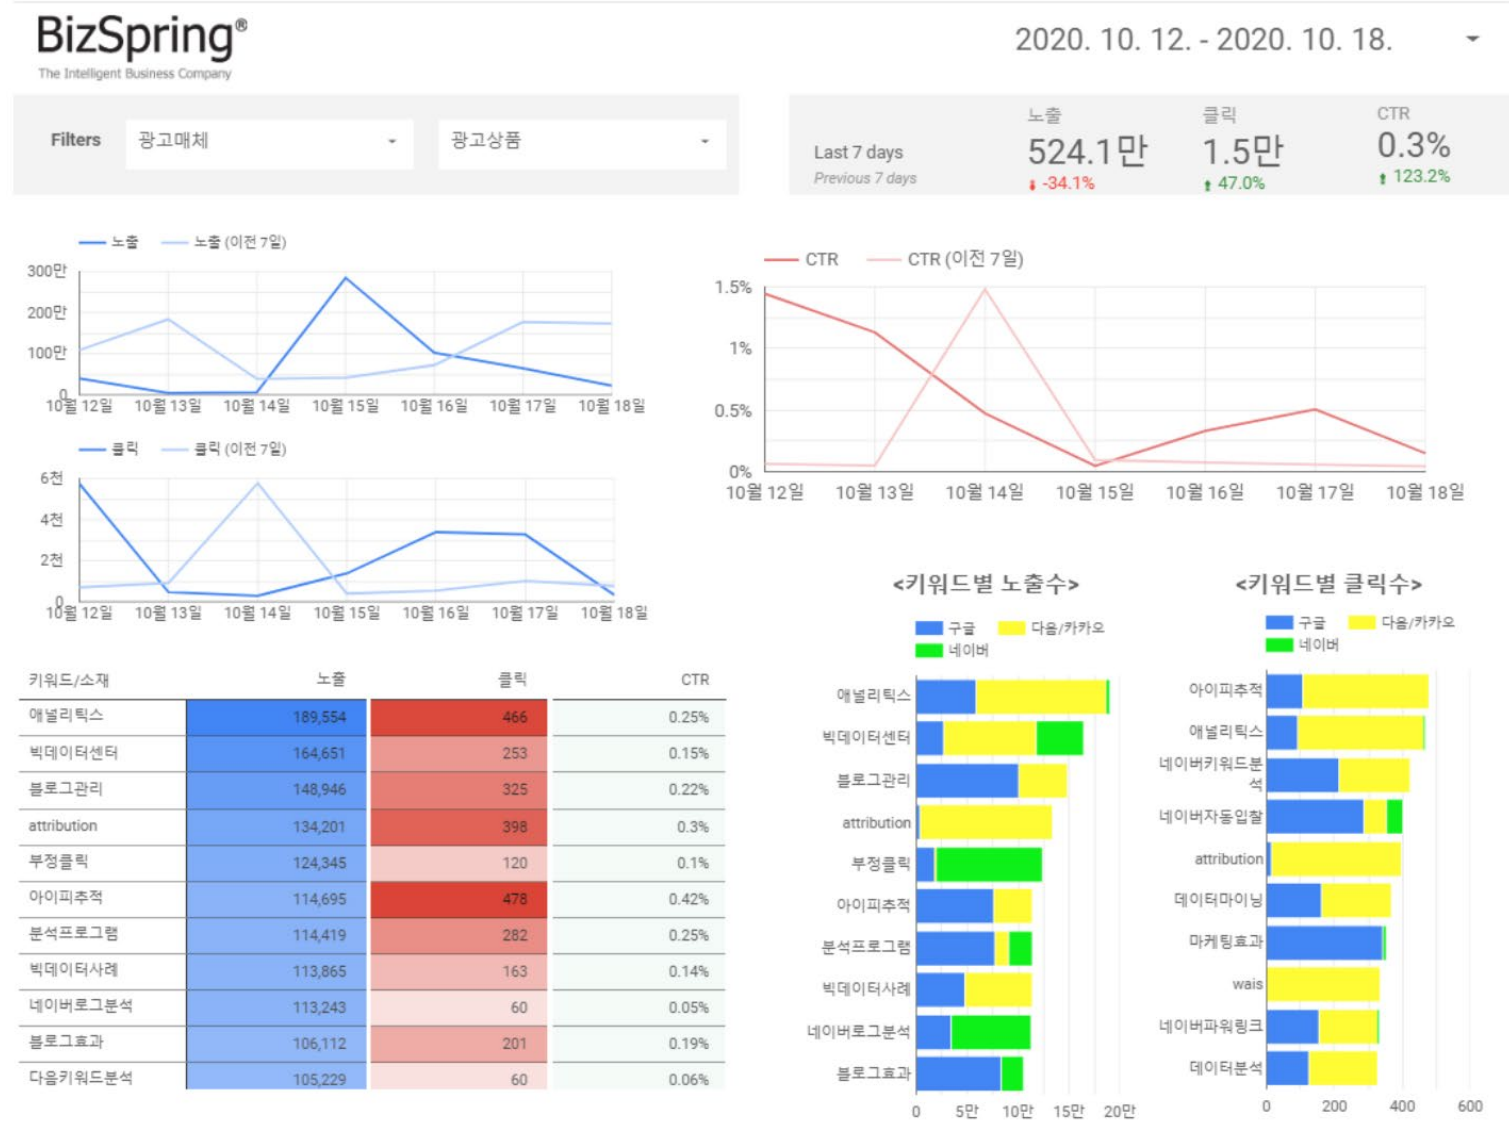 BizSpring®
The Intelligent Business Company
2020. 10. 12. - 2020. 10. 18.
Filters
광고매체
광고상품
Last 7 days
Previous 7 days
노출
524.1만
-34.1%
클릭
1.5만
47.0%
CTR
0.3%
123.2%
노출 노출 (이전 7일)
300만
200만
100만
0
10월 12일 10월 13일 10월 14일 10월 15일 10월 16일 10월 17일 10월 18일
클릭 클릭 (이전 7일)
6천
4천
2천
0
10월 12일 10월 13일 10월 14일 10월 15일 10월 16일 10월 17일 10월 18일
CTR CTR (이전 7일)
1.5%
1%
0.5%
0%
10월 12일 10월 13일 10월 14일 10월 15일 10월 16일 10월 17일 10월 18일
키워드/소재 노출 클릭 CTR
애널리틱스 189,554 466 0.25%
빅데이터센터 164,651 253 0.15%
블로그관리 148,946 325 0.22%
attribution 134,201 398 0.3%
부정클릭 124,345 120 0.1%
아이피추적 114,695 478 0.42%
분석프로그램 114,419 282 0.25%
빅데이터사례 113,865 163 0.14%
네이버로그분석 113,243 60 0.05%
블로그효과 106,112 201 0.19%
다음키워드분석 105,229 60 0.06%
<키워드별 노출수>
구글 다음/카카오
네이버
애널리틱스
빅데이터센터
블로그관리
attribution
부정클릭
아이피추적
분석프로그램
빅데이터사례
네이버로그분석
블로그효과
0 5만 10만 15만 20만
<키워드별 클릭수>
구글 다음/카카오
네이버
아이피추적
애널리틱스
네이버키워드분
석
네이버자동입찰
attribution
데이터마이닝
마케팅효과
wais
네이버파워링크
데이터분석
0 200 400 600